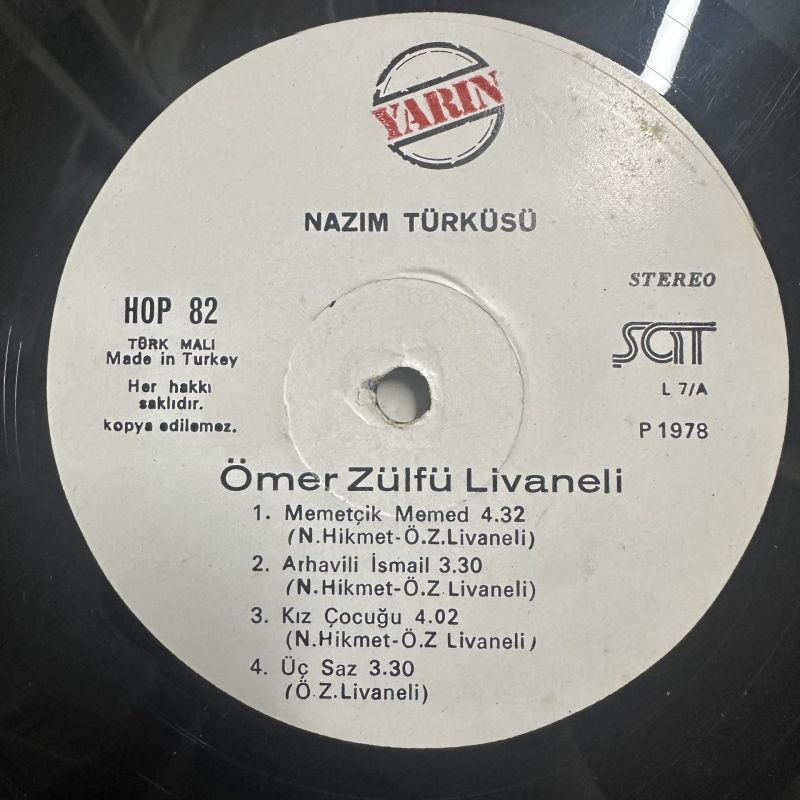 YARIN
NAZIM TÜRKÜSÜ
STEREO
HOP 82
TÜRK MALI
Made in Turkey
Her hakkı
saklıdır.
kopya edilemez.
ŞAT
L 7/A
P 1978
Ömer Zülfü Livaneli
1. Memetçik Memed 4.32
(N.Hikmet-Ö.Z.Livaneli)
2. Arhavili İsmail 3.30
(N.Hikmet-Ö.Z.Livaneli)
3. Kız Çocuğu 4.02
(N.Hikmet-Ö.Z Livaneli)
4. Üç Saz 3.30
(Ö.Z.Livaneli)